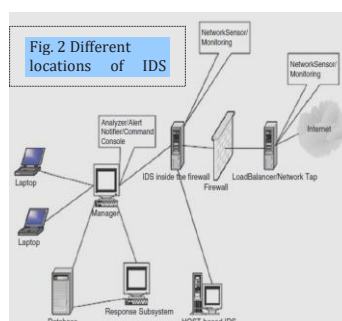 Fig. 2 Different
locations of IDS
NetworkSensor/
Monitoring
NetworkSensor/
Monitoring
Analyzer/Alert
Notifier/Command
Console
Internet
Laptop
IDS inside the firewall
Firewall
LoadBalancer/Network Tap
Manager
Laptop
Response Subsystem
Database
HOST based IDS